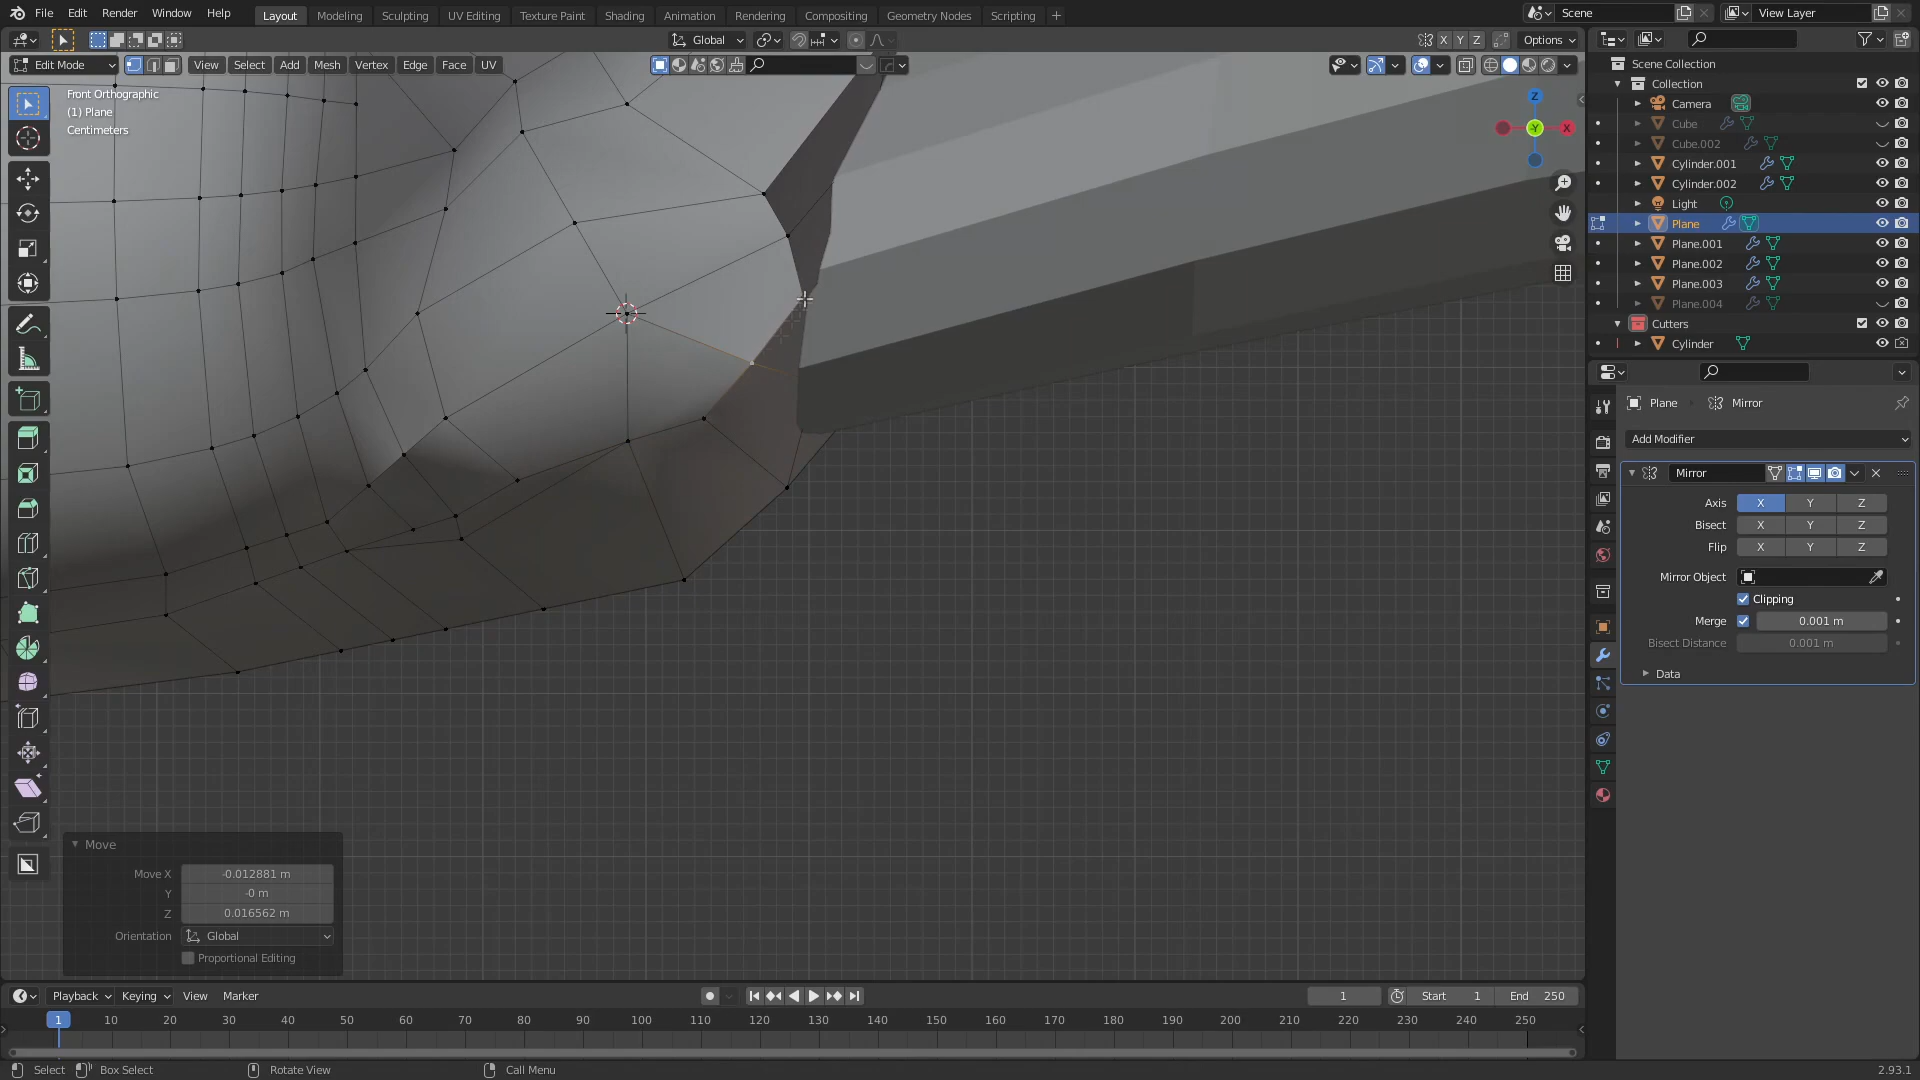 File Edit Render Window Help Layout Modeling Sculpting UV Editing Texture Paint Shading Animation Rendering Compositing Geometry Nodes Scripting + Scene View Layer
Global X Y Z Options
Edit Mode View Select Add Mesh Vertex Edge Face UV
Front Orthographic
(1) Plane
Centimeters
Z
Y
X
Scene Collection
Collection
Camera
Cube
Cube.002
Cylinder.001
Cylinder.002
Light
Plane
Plane.001
Plane.002
Plane.003
Plane.004
Cutters
Cylinder
Plane Mirror
Add Modifier
Mirror
Axis X Y Z
Bisect X Y Z
Flip X Y Z
Mirror Object
Clipping
Merge 0.001 m
Bisect Distance 0.001 m
Data
Move
Move X -0.012881 m
Y -0 m
Z 0.016562 m
Orientation Global
Proportional Editing
Playback Keying View Marker 1 Start 1 End 250
1 10 20 30 40 50 60 70 80 90 100 110 120 130 140 150 160 170 180 190 200 210 220 230 240 250
Select Box Select Rotate View Call Menu 2.93.1